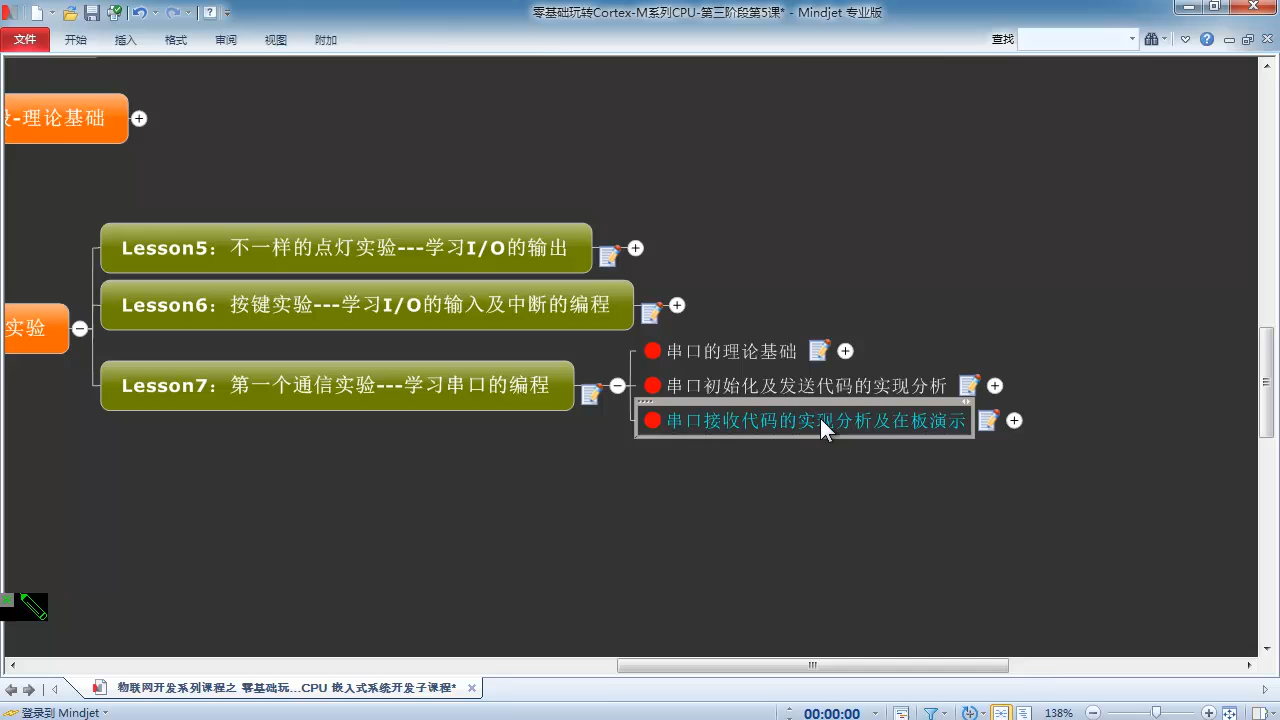 零基础玩转Cortex-M系列CPU-第三阶段第5课* - Mindjet 专业版
文件 开始 插入 格式 审阅 视图 附加 查找
-理论基础
Lesson5：不一样的点灯实验---学习I/O的输出
Lesson6：按键实验---学习I/O的输入及中断的编程
实验
串口的理论基础
Lesson7：第一个通信实验---学习串口的编程
串口初始化及发送代码的实现分析
串口接收代码的实现分析及在板演示
物联网开发系列课程之 零基础玩...CPU 嵌入式系统开发子课程*
登录到 Mindjet
00:00:00
138%